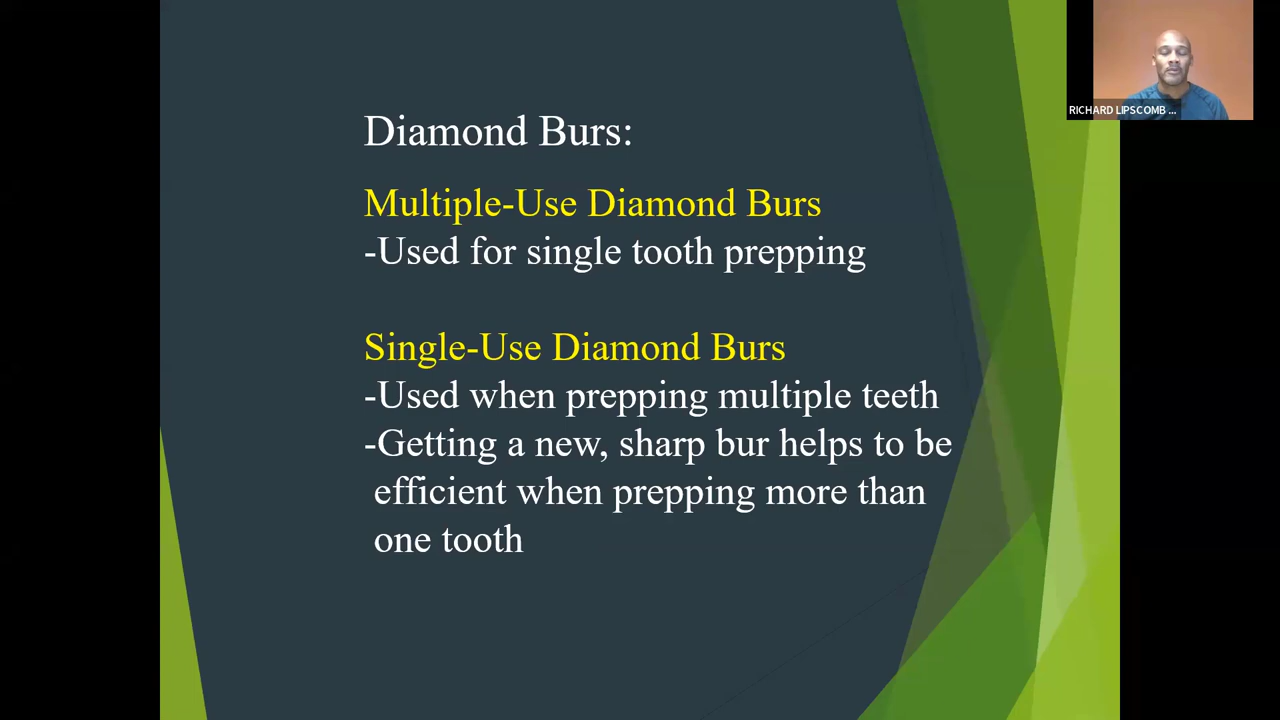 Diamond Burs:
Multiple-Use Diamond Burs
-Used for single tooth prepping
Single-Use Diamond Burs
-Used when prepping multiple teeth
-Getting a new, sharp bur helps to be
efficient when prepping more than
one tooth
RICHARD LIPSCOMB ...